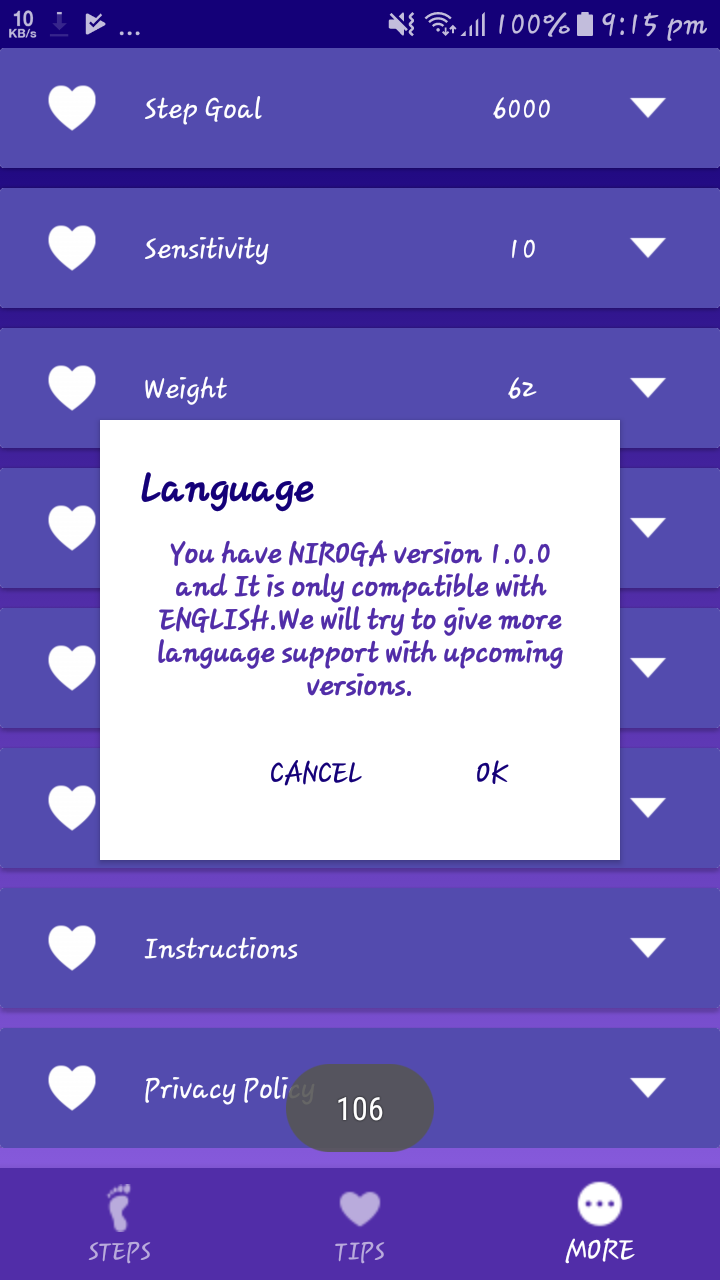 10
KB/s
... 100% 9:15 pm
Step Goal 6000
Sensitivity 10
Weight 62
Language
You have NIROGA version 1.0.0
and It is only compatible with
ENGLISH.We will try to give more
language support with upcoming
versions.
CANCEL OK
Instructions
Privacy Policy
106
STEPS TIPS MORE